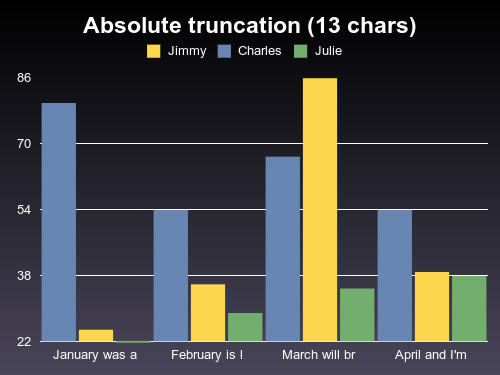 Absolute truncation (13 chars)
Jimmy Charles Julie
86
70
54
38
22
January was a February is l March will br April and I'm